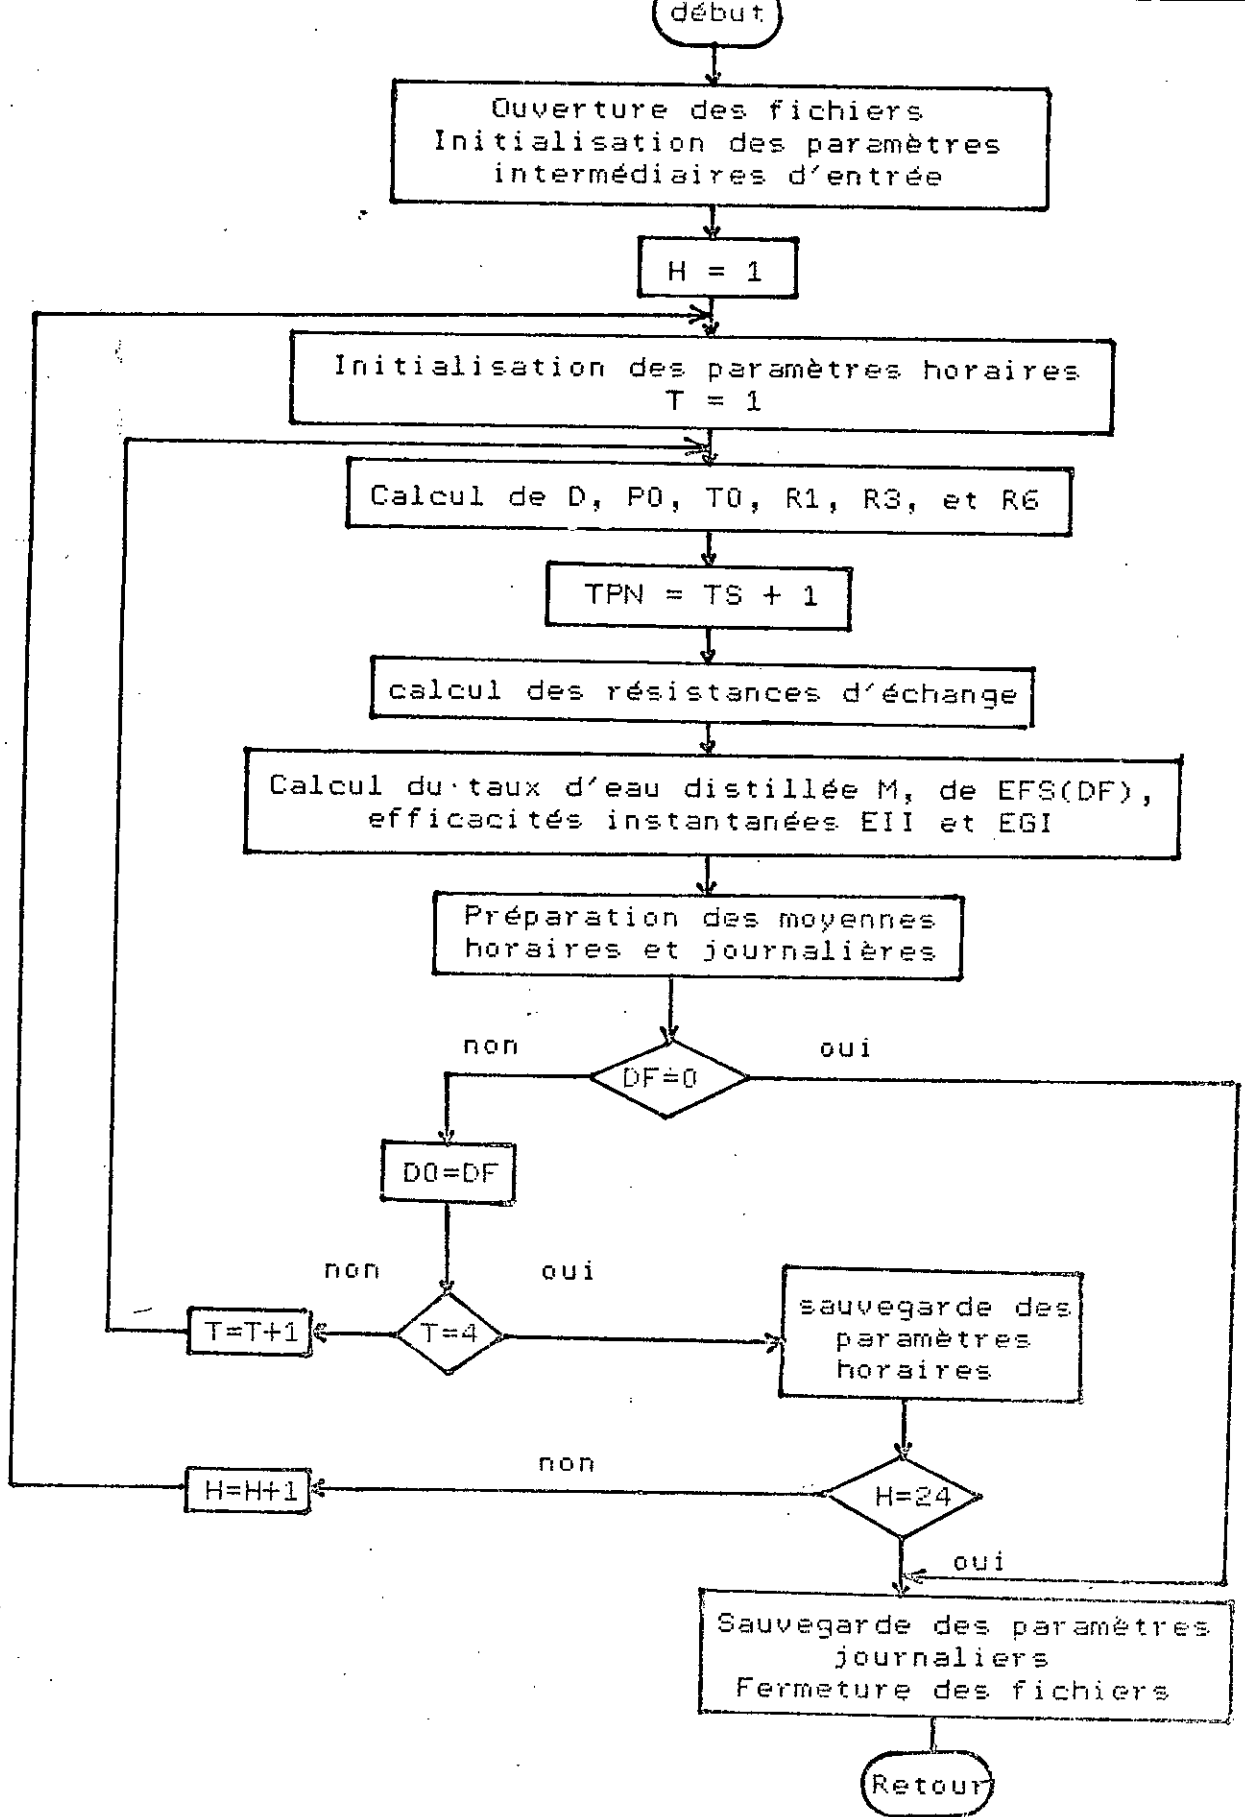 début
Ouverture des fichiers
Initialisation des paramètres
intermédiaires d'entrée
H = 1
Initialisation des paramètres horaires
T = 1
Calcul de D, P0, T0, R1, R3, et R6
TPN = TS + 1
calcul des résistances d'échange
Calcul du taux d'eau distillée M, de EFS(DF),
efficacités instantanées EII et EGI
Préparation des moyennes
horaires et journalières
non
oui
DF=0
D0=DF
non
oui
T=T+1
T=4
sauvegarde des
paramètres
horaires
non
H=H+1
H=24
oui
Sauvegarde des paramètres
journaliers
Fermeture des fichiers
Retour